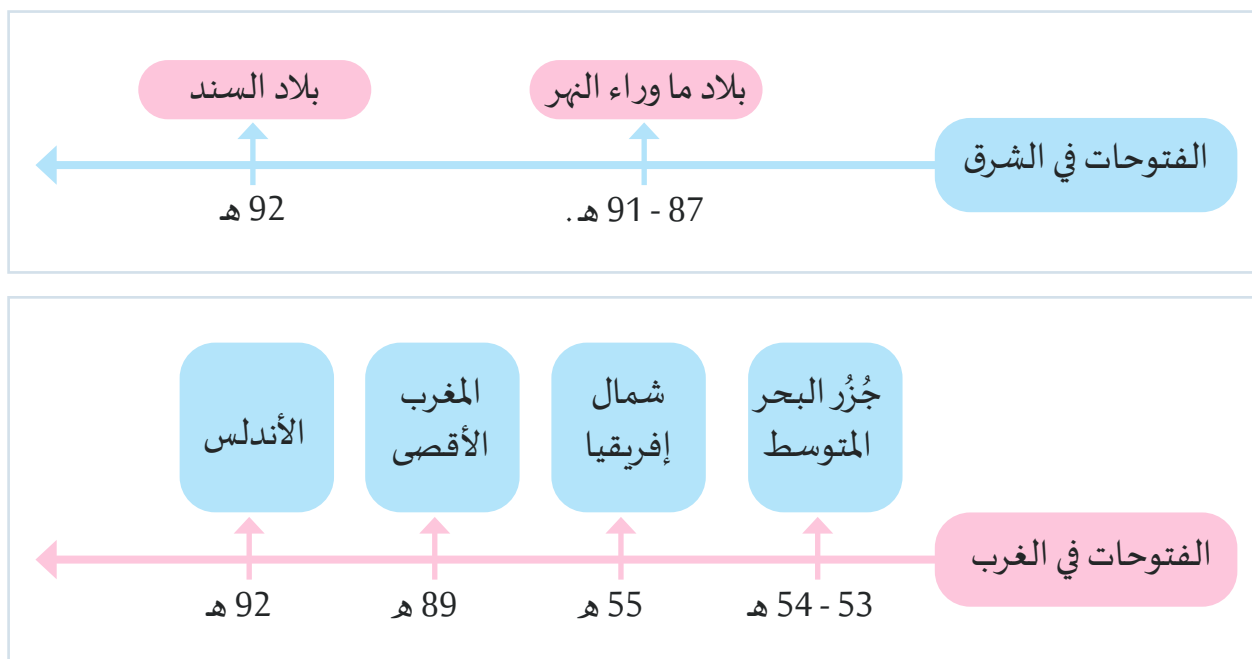 الفتوحات في الشرق
بلاد ما وراء النهر
87 - 91 هـ .
بلاد السند
92 هـ
الفتوحات في الغرب
جُزُر البحر
المتوسط
53 - 54 هـ
شمال
إفريقيا
55 هـ
المغرب
الأقصى
89 هـ
الأندلس
92 هـ